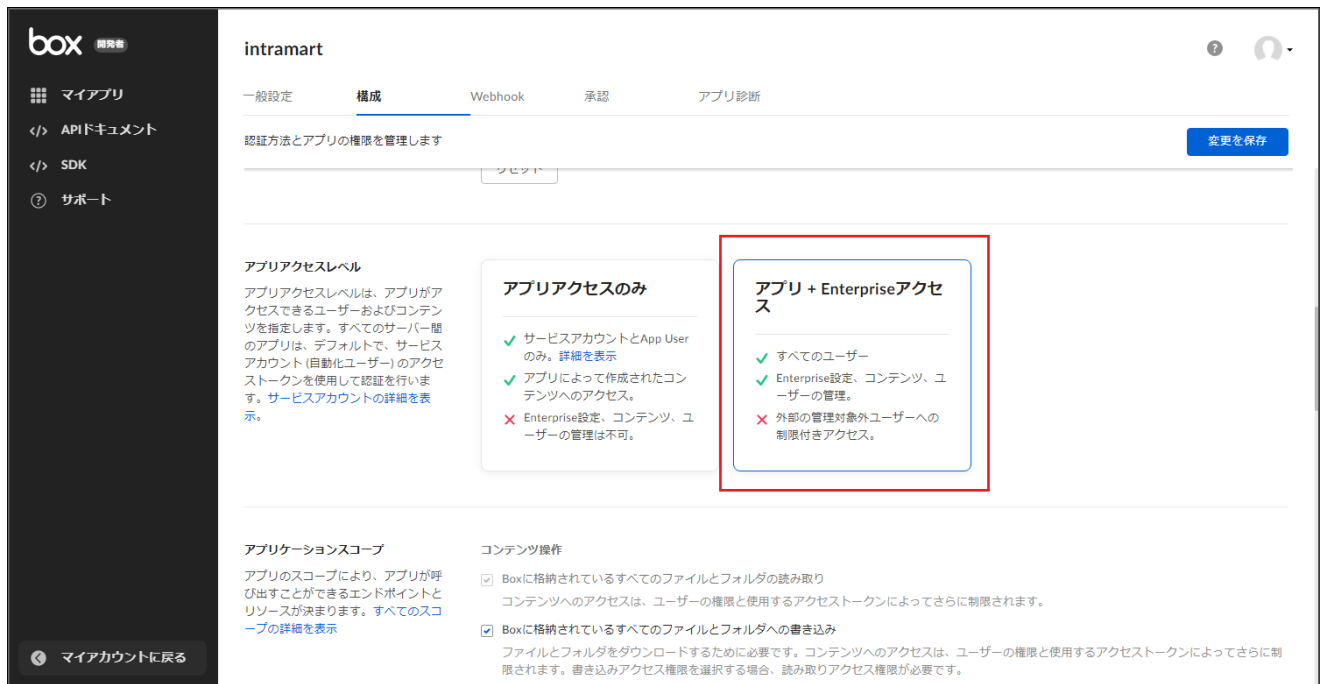 box 開発者
マイアプリ
APIドキュメント
SDK
サポート
マイアカウントに戻る
intramart
一般設定
構成
Webhook
承認
アプリ診断
認証方法とアプリの権限を管理します
変更を保存
リセット
アプリアクセスレベル
アプリアクセスレベルは、アプリがア
クセスできるユーザーおよびコンテン
ツを指定します。すべてのサーバー間
のアプリは、デフォルトで、サービス
アカウント (自動化ユーザー) のアクセ
ストークンを使用して認証を行いま
す。サービスアカウントの詳細を表
示。
アプリアクセスのみ
サービスアカウントとApp User
のみ。詳細を表示
アプリによって作成されたコン
テンツへのアクセス。
Enterprise設定、コンテンツ、ユ
ーザーの管理は不可。
アプリ + Enterpriseアクセ
ス
すべてのユーザー
Enterprise設定、コンテンツ、ユ
ーザーの管理。
外部の管理対象外ユーザーへの
制限付きアクセス。
アプリケーションスコープ
アプリのスコープにより、アプリが呼
び出すことができるエンドポイントと
リソースが決まります。すべてのスコ
ープの詳細を表示
コンテンツ操作
Boxに格納されているすべてのファイルとフォルダの読み取り
コンテンツへのアクセスは、ユーザーの権限と使用するアクセストークンによってさらに制限されます。
Boxに格納されているすべてのファイルとフォルダへの書き込み
ファイルとフォルダをダウンロードするために必要です。コンテンツへのアクセスは、ユーザーの権限と使用するアクセストークンによってさらに制
限されます。書き込みアクセス権限を選択する場合、読み取りアクセス権限が必要です。